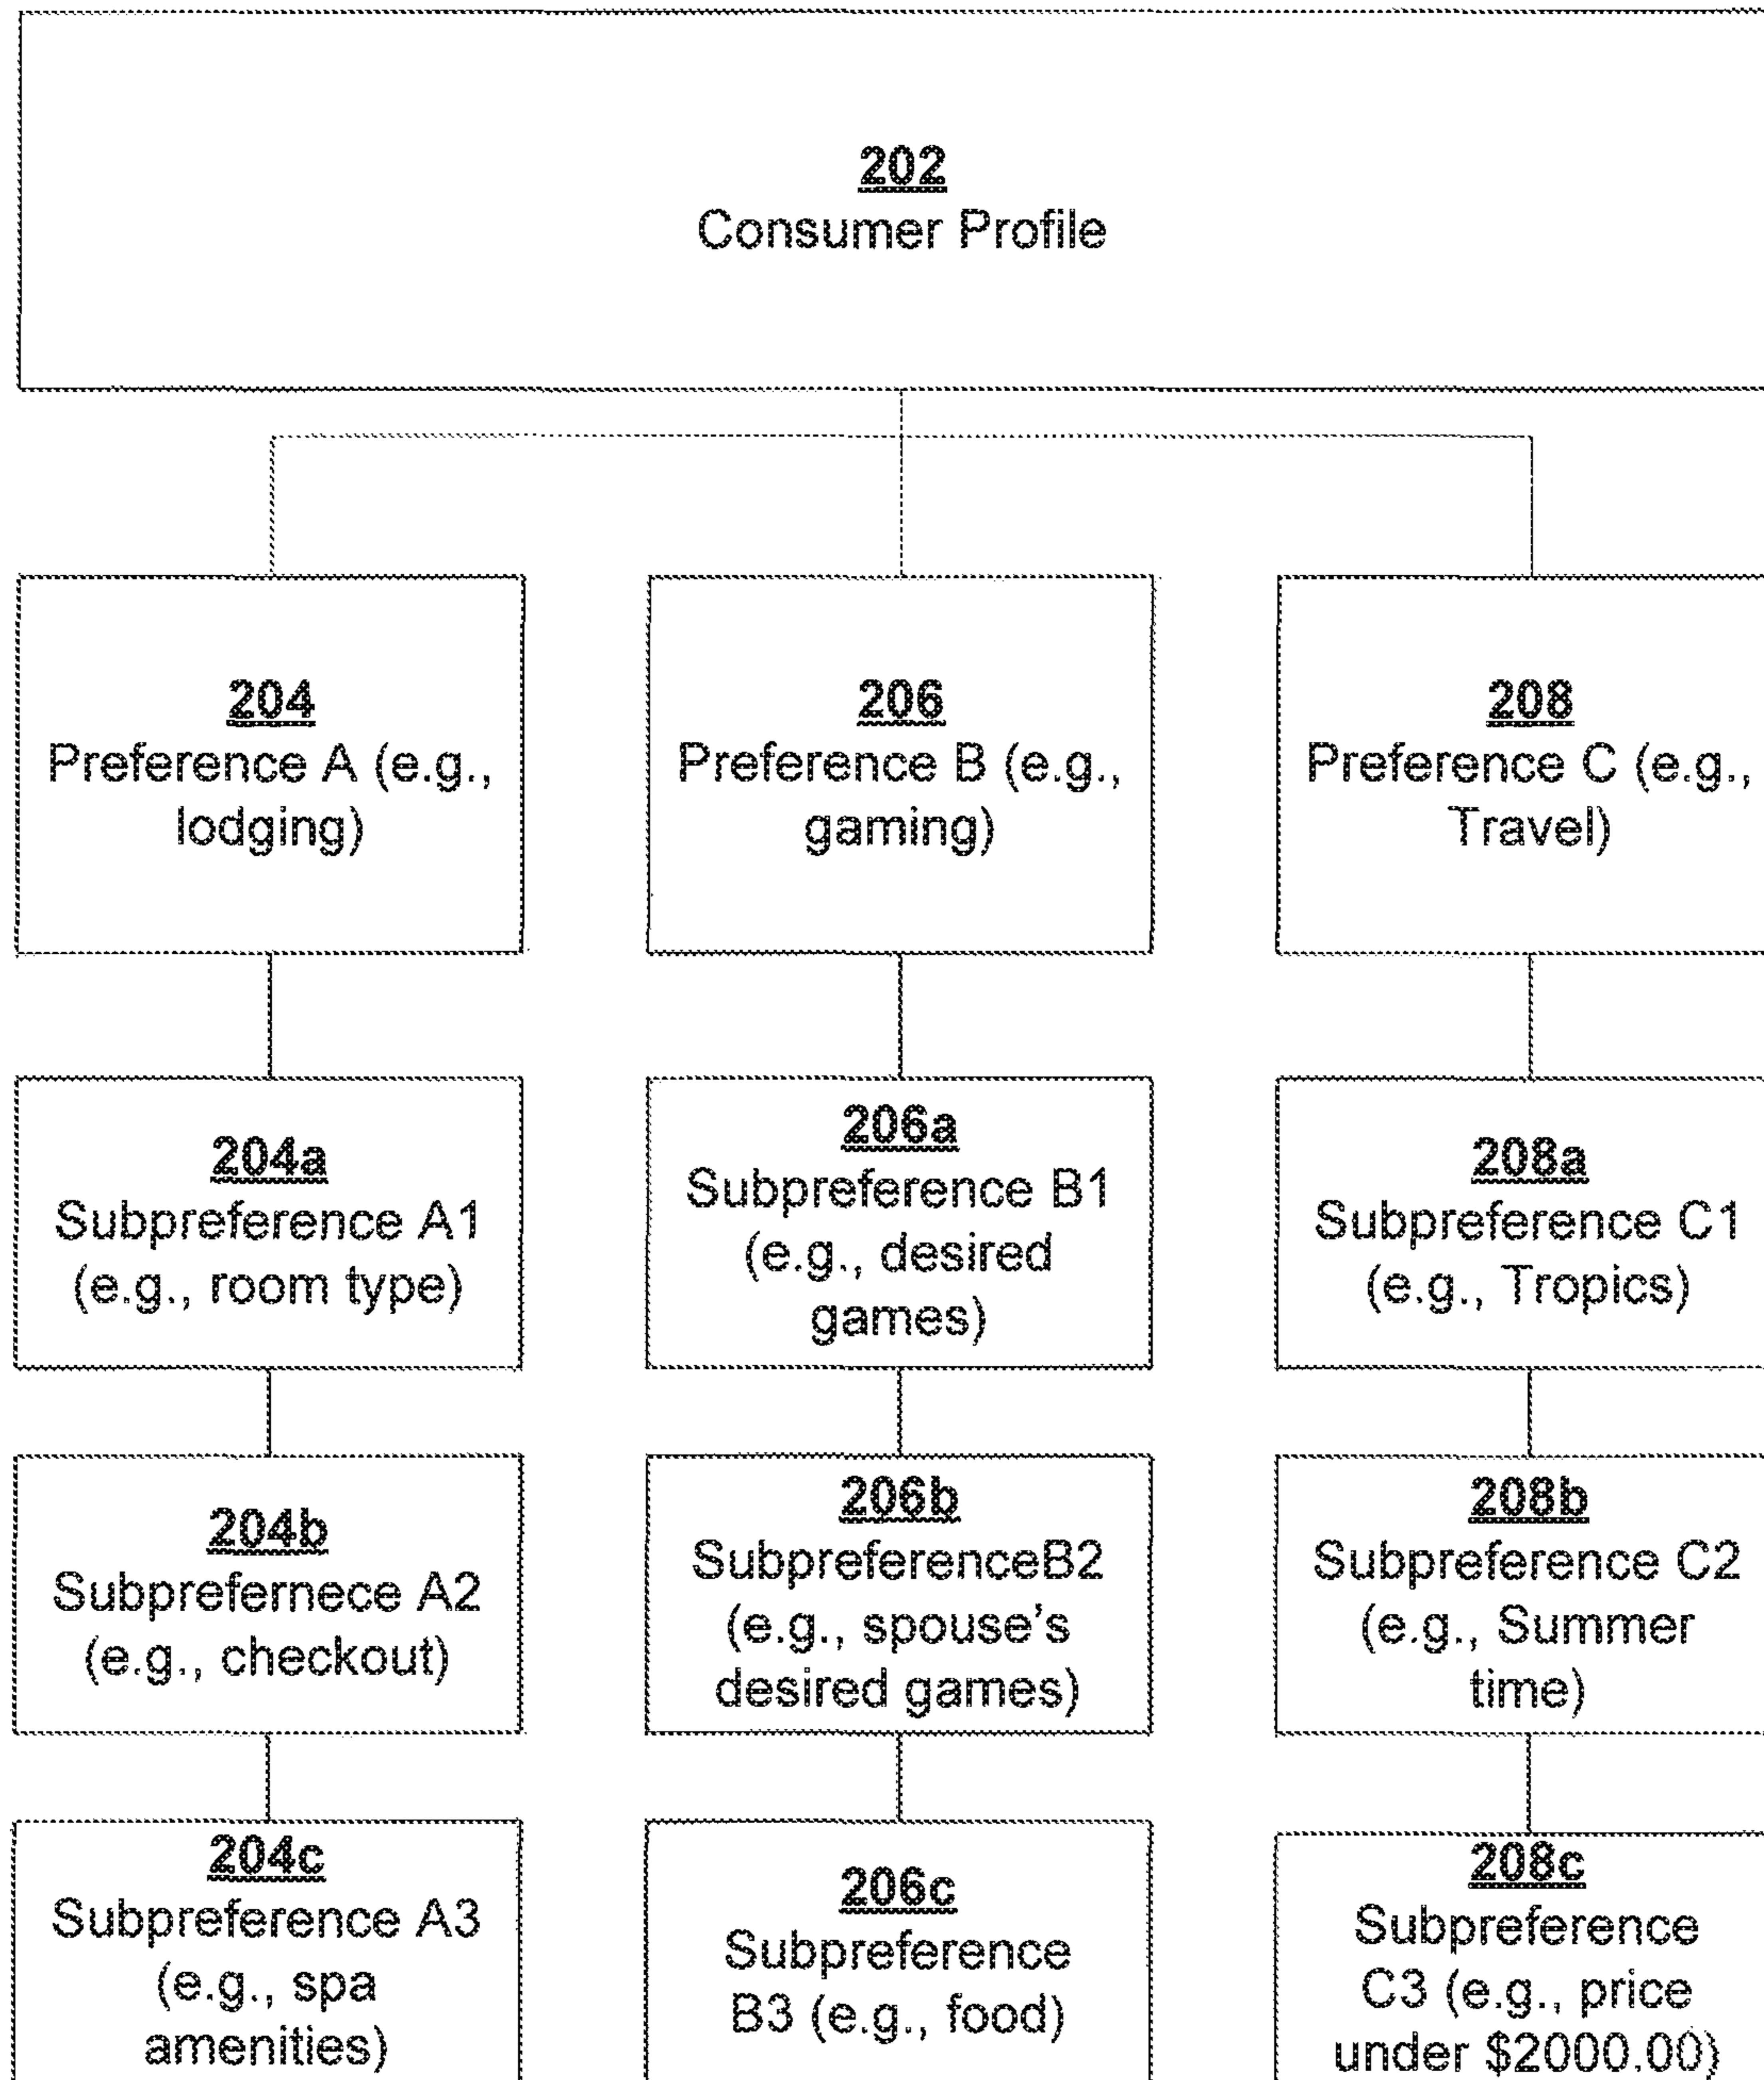 202
Consumer Profile
204
Preference A (e.g.,
lodging)
206
Preference B (e.g.,
gaming)
208
Preference C (e.g.,
Travel)
204a
Subpreference A1
(e.g., room type)
206a
Subpreference B1
(e.g., desired
games)
208a
Subpreference C1
(e.g., Tropics)
204b
Subprefernece A2
(e.g., checkout)
206b
SubpreferenceB2
(e.g., spouse's
desired games)
208b
Subpreference C2
(e.g., Summer
time)
204c
Subpreference A3
(e.g., spa
amenities)
206c
Subpreference
B3 (e.g., food)
208c
Subpreference
C3 (e.g., price
under $2000.00)